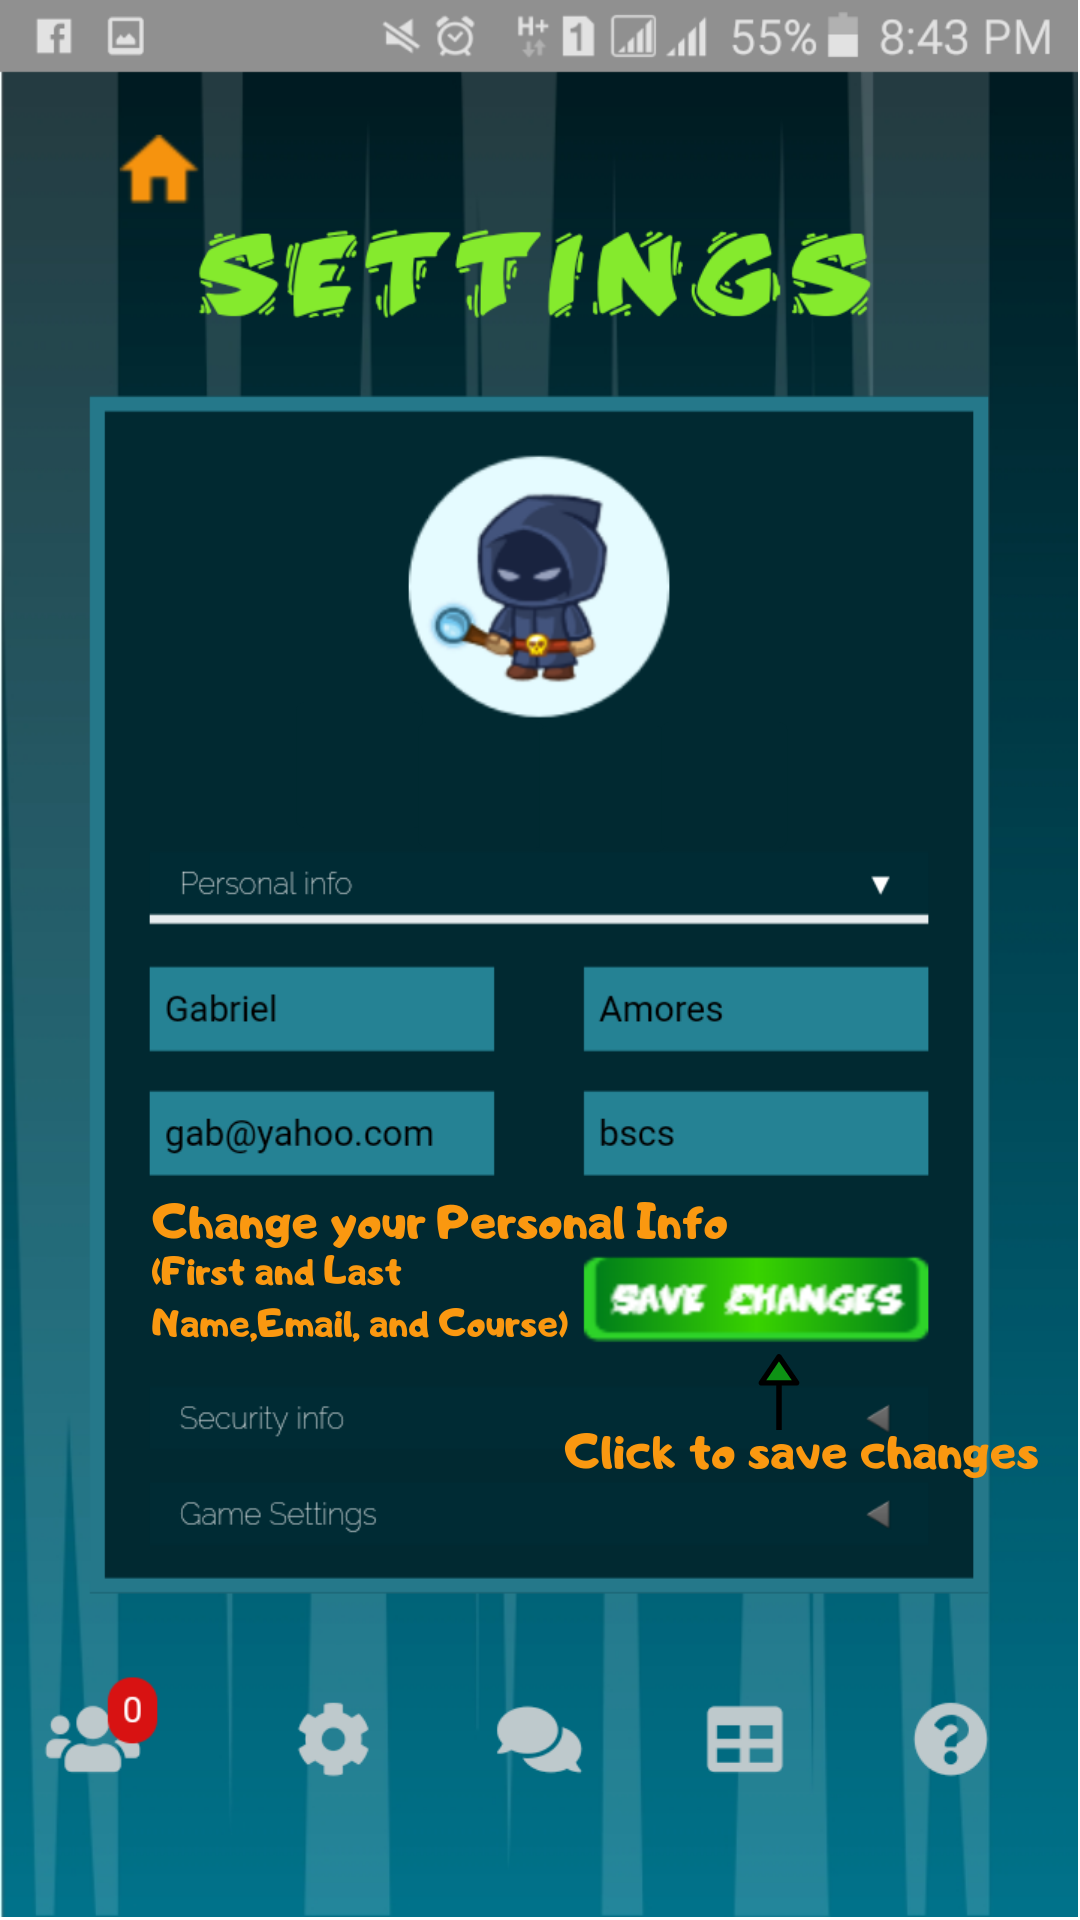 H+ 1 55% 8:43 PM
SETTINGS
Personal info
Gabriel
Amores
gab@yahoo.com
bscs
Change your Personal Info
(First and Last
Name,Email, and Course)
SAVE CHANGES
Security info
Click to save changes
Game Settings
0